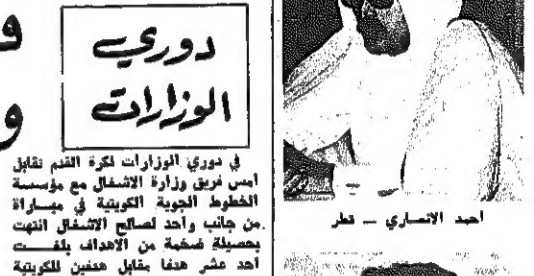 دوري
الوزارات
في دوري الوزارات لكرة القدم تقابل
أمس فريق وزارة الاشغال مع مؤسسة
الخطوط الجوية الكويتية في مباراة
من جانب واحد لصالح الاشغال انتهت
بحصيلة ضخمة من الاهداف بلغت
أحد عشر هدفا مقابل هدفين للكويتية
أحمد الانصاري ــ قطر